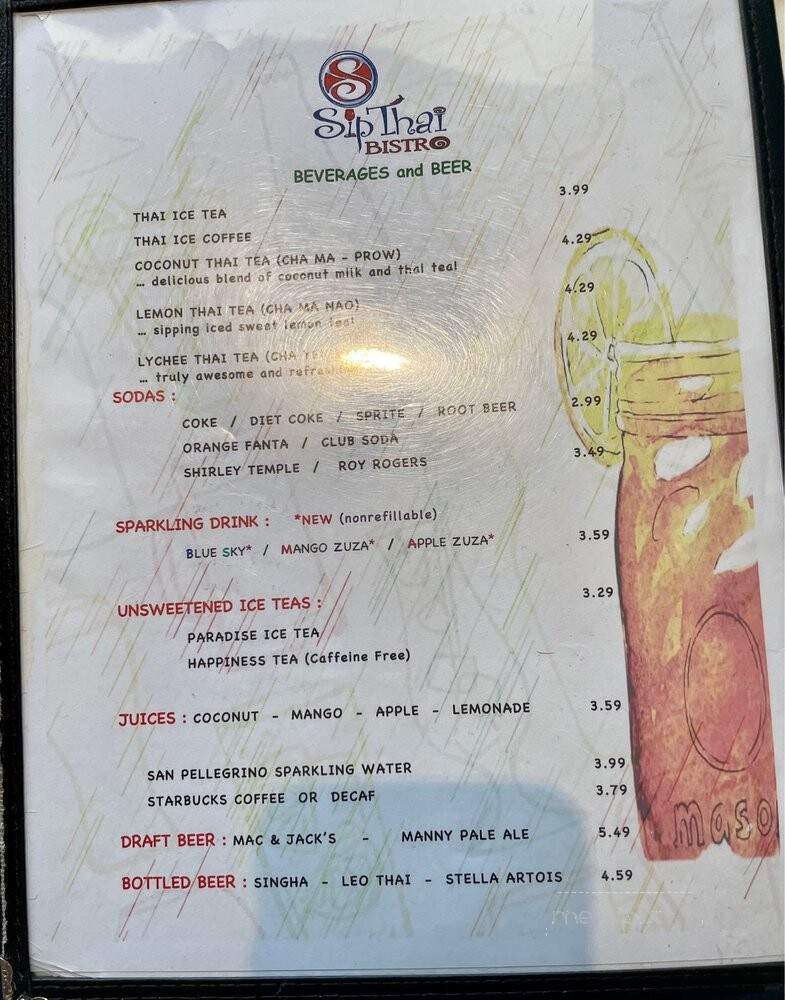 Sip Thai
BISTRO
BEVERAGES and BEER
3.99
THAI ICE TEA
THAI ICE COFFEE 4.29
COCONUT THAI TEA (CHA MA - PROW)
... delicious blend of coconut milk and thai tea!
4.29
LEMON THAI TEA (CHA MA NAO)
... sipping iced sweet lemon tea!
4.29
LYCHEE THAI TEA (CHA
... truly awesome and
SODAS : 2.99
COKE / DIET COKE / SPRITE / ROOT BEER
ORANGE FANTA / CLUB SODA
3.49
SHIRLEY TEMPLE / ROY ROGERS
SPARKLING DRINK : *NEW (nonrefillable)
BLUE SKY* / MANGO ZUZA* / APPLE ZUZA* 3.59
3.29
UNSWEETENED ICE TEAS :
PARADISE ICE TEA
HAPPINESS TEA (Caffeine Free)
JUICES : COCONUT - MANGO - APPLE - LEMONADE 3.59
SAN PELLEGRINO SPARKLING WATER 3.99
STARBUCKS COFFEE OR DECAF 3.79
DRAFT BEER : MAC & JACK'S - MANNY PALE ALE 5.49
BOTTLED BEER : SINGHA - LEO THAI - STELLA ARTOIS 4.59
maso